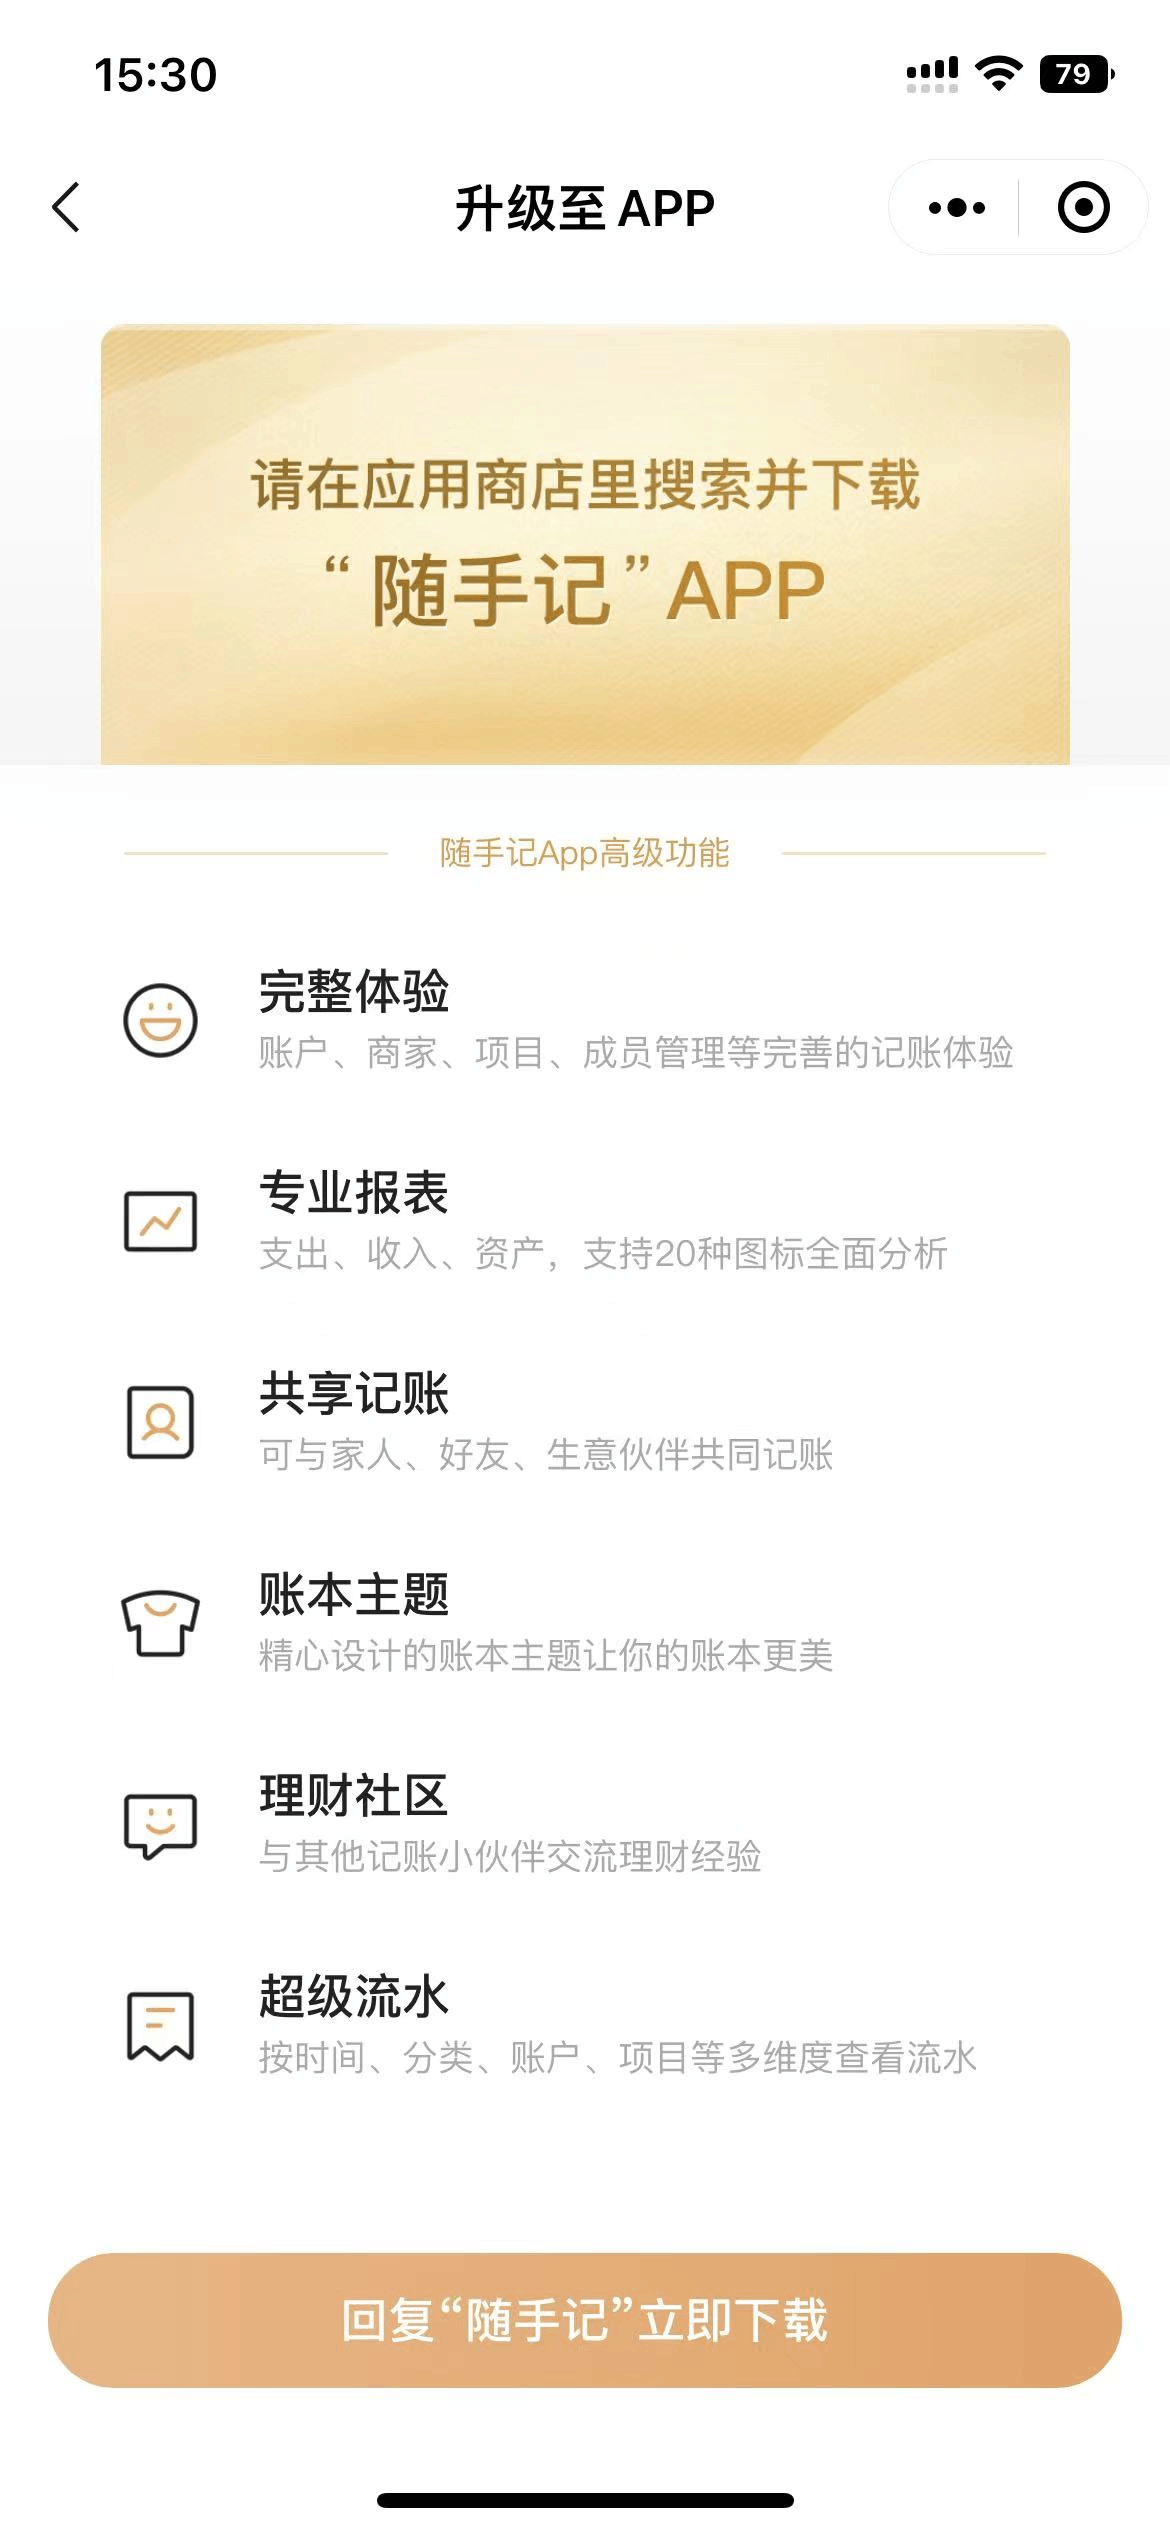 15:30
79
升级至 APP
请在应用商店里搜索并下载
“随手记”APP
随手记App高级功能
完整体验
账户、商家、项目、成员管理等完善的记账体验
专业报表
支出、收入、资产，支持20种图标全面分析
共享记账
可与家人、好友、生意伙伴共同记账
账本主题
精心设计的账本主题让你的账本更美
理财社区
与其他记账小伙伴交流理财经验
超级流水
按时间、分类、账户、项目等多维度查看流水
回复“随手记”立即下载